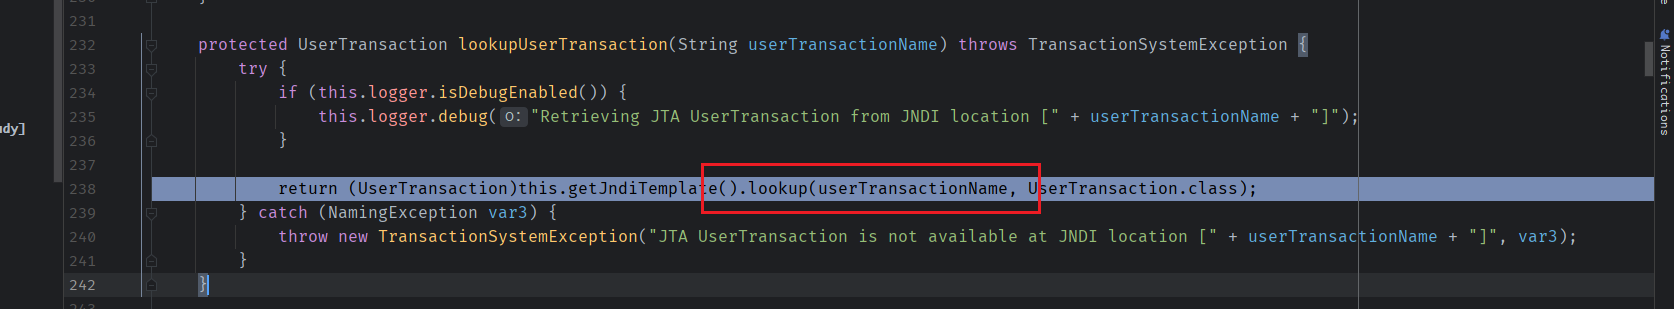 231
232 protected UserTransaction lookupUserTransaction(String userTransactionName) throws TransactionSystemException {
233 try {
234 if (this.logger.isDebugEnabled()) {
235 this.logger.debug( o: "Retrieving JTA UserTransaction from JNDI location [" + userTransactionName + "]");
236 }
237
238 return (UserTransaction)this.getJndiTemplate().lookup(userTransactionName, UserTransaction.class);
239 } catch (NamingException var3) {
240 throw new TransactionSystemException("JTA UserTransaction is not available at JNDI location [" + userTransactionName + "]", var3);
241 }
242 }
udy]
Notifications